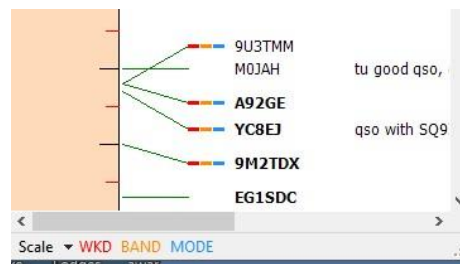 9U3TMM
M0JAH tu good qso,
A92GE
YC8EJ qso with SQ9
9M2TDX
EG1SDC
Scale WKD BAND MODE